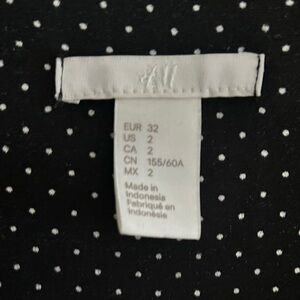 EUR 32
US 2
CA 2
CN 155/60A
MX 2
Made in
Indonesia
Fabriqué en
Indonésie